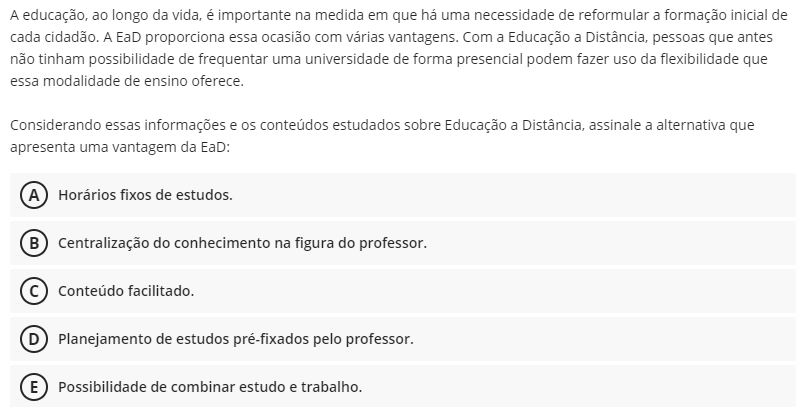 A educação, ao longo da vida, é importante na medida em que há uma necessidade de reformular a formação inicial de
cada cidadão. A EaD proporciona essa ocasião com várias vantagens. Com a Educação a Distância, pessoas que antes
não tinham possibilidade de frequentar uma universidade de forma presencial podem fazer uso da flexibilidade que
essa modalidade de ensino oferece.
Considerando essas informações e os conteúdos estudados sobre Educação a Distância, assinale a alternativa que
apresenta uma vantagem da EaD:
A Horários fixos de estudos.
B Centralização do conhecimento na figura do professor.
C Conteúdo facilitado.
D Planejamento de estudos pré-fixados pelo professor.
E Possibilidade de combinar estudo e trabalho.